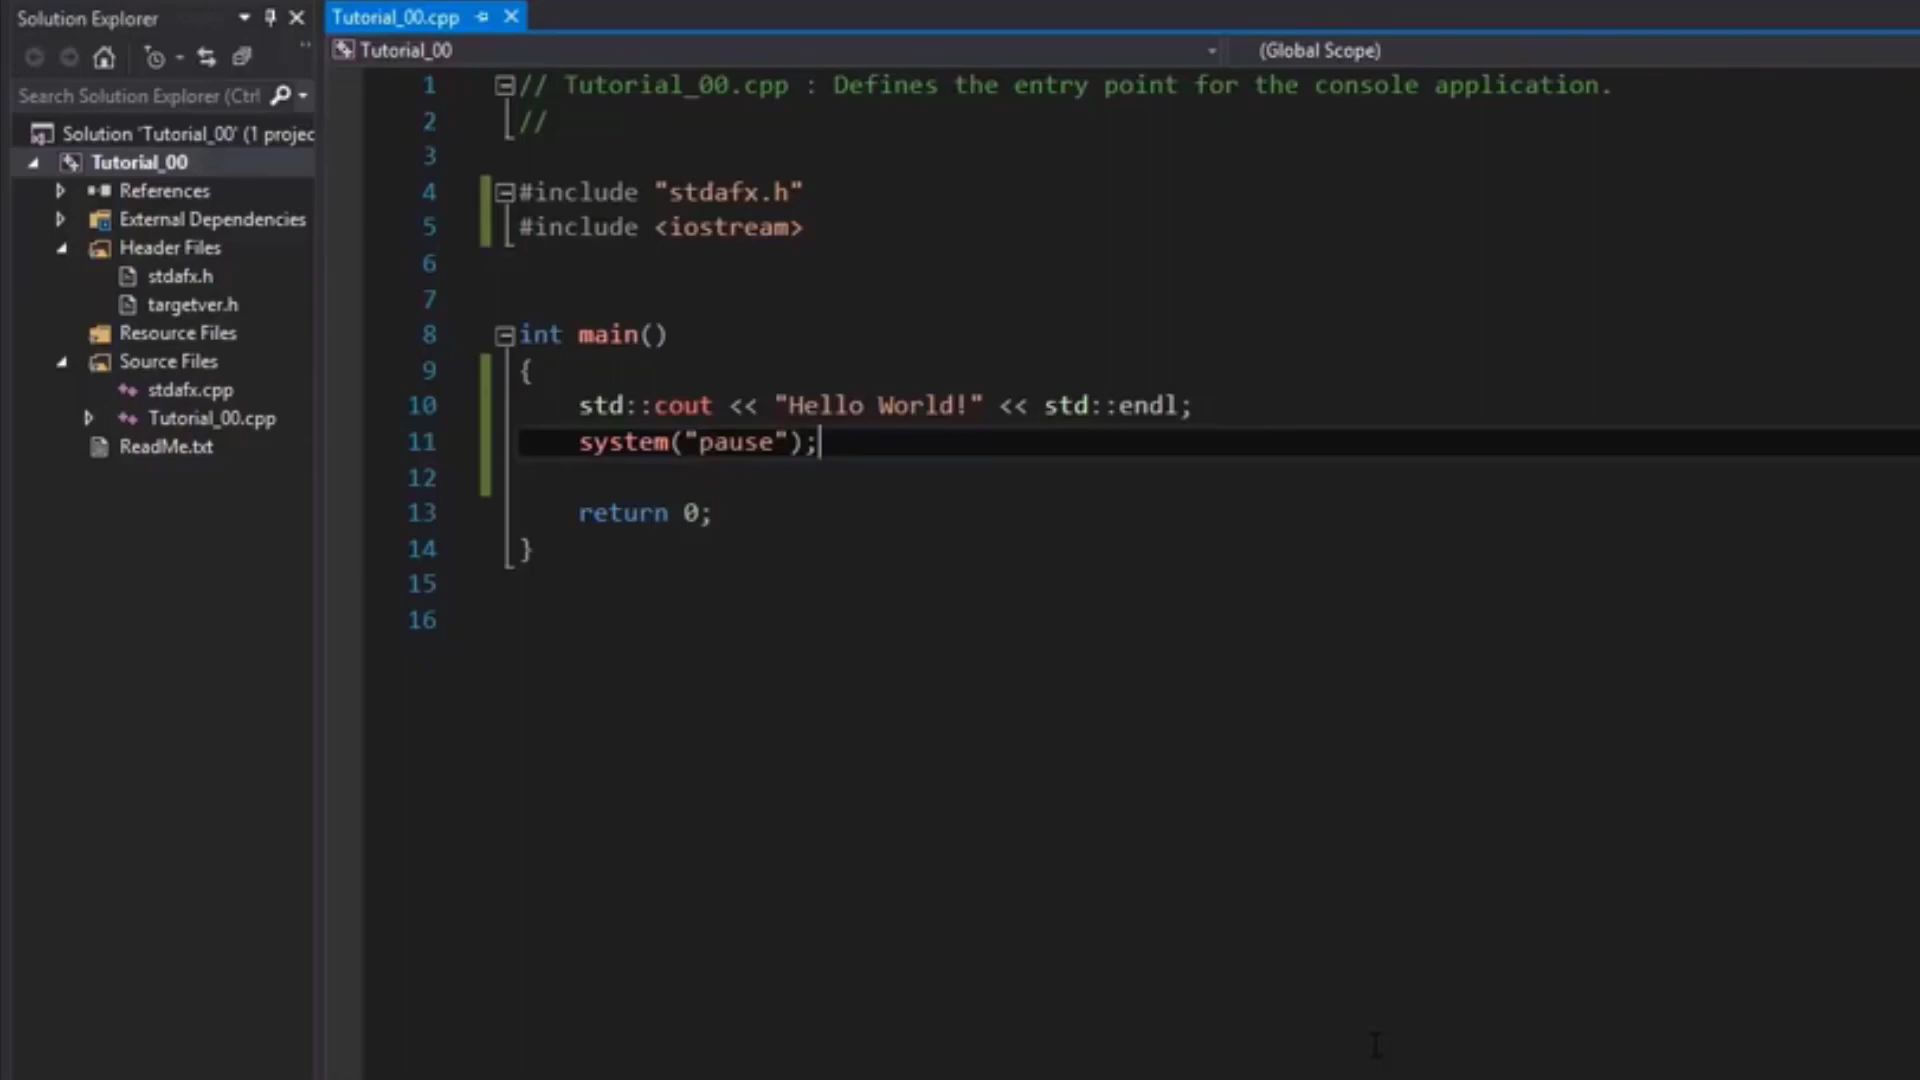 Solution Explorer
Search Solution Explorer (Ctrl
Solution 'Tutorial_00' (1 projec
Tutorial_00
References
External Dependencies
Header Files
stdafx.h
targetver.h
Resource Files
Source Files
stdafx.cpp
Tutorial_00.cpp
ReadMe.txt
Tutorial_00.cpp
Tutorial_00
(Global Scope)
1 // Tutorial_00.cpp : Defines the entry point for the console application.
2 //
3
4 #include "stdafx.h"
5 #include <iostream>
6
7
8 int main()
9 {
10 std::cout << "Hello World!" << std::endl;
11 system("pause");
12
13 return 0;
14 }
15
16